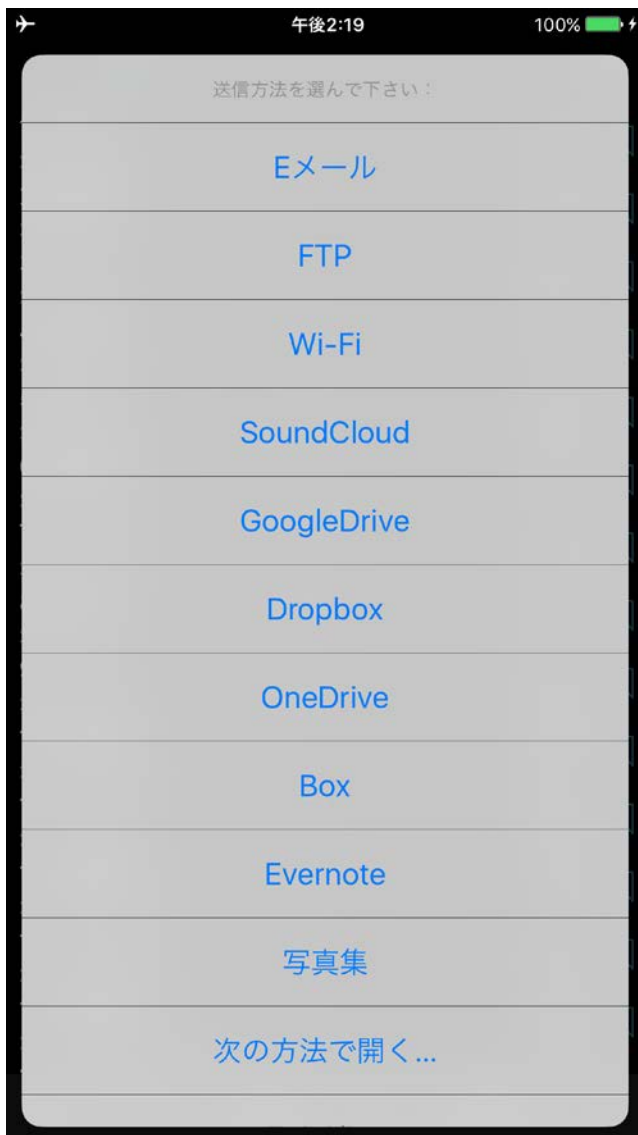 午後2:19
100%
送信方法を選んで下さい：
Eメール
FTP
Wi-Fi
SoundCloud
GoogleDrive
Dropbox
OneDrive
Box
Evernote
写真集
次の方法で開く...